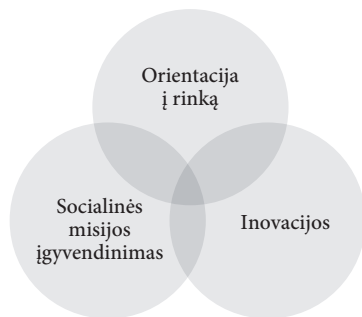 Orientacija
į rinką
Socialinės
misijos
įgyvendinimas
Inovacijos